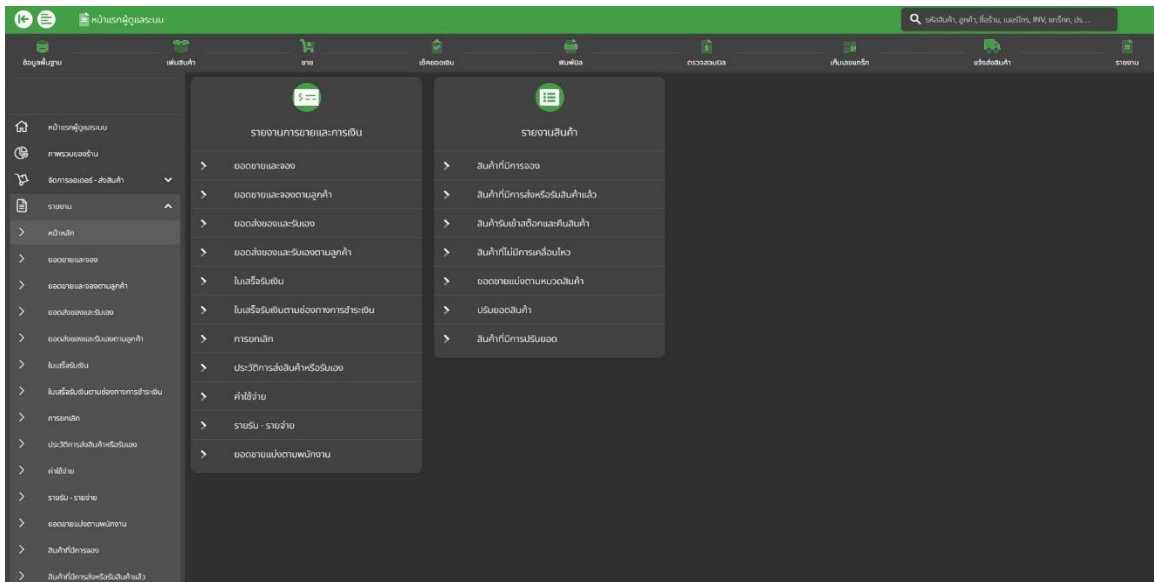 หน้าแรกผู้ดูแลระบบ
รหัสสินค้า, ลูกค้า, ชื่อร้าน, เบอร์โทร, INV, แทร็กก, ปร...
ข้อมูลพื้นฐาน
เพิ่มสินค้า
ขาย
เช็คยอดเงิน
พิมพ์บิล
ตรวจสอบบิล
เก็บเลขแทร็ก
แจ้งส่งสินค้า
รายงาน
หน้าแรกผู้ดูแลระบบ
ภาพรวมของร้าน
จัดการออเดอร์ - ส่งสินค้า
รายงาน
หน้าหลัก
ยอดขายและจอง
ยอดขายและจองตามลูกค้า
ยอดส่งของและรับเอง
ยอดส่งของและรับเองตามลูกค้า
ใบเสร็จรับเงิน
ใบเสร็จรับเงินตามช่องทางการชำระเงิน
การยกเลิก
ประวัติการส่งสินค้าหรือรับเอง
ค่าใช้จ่าย
รายรับ - รายจ่าย
ยอดขายแบ่งตามพนักงาน
สินค้าที่มีการจอง
สินค้าที่มีการส่งหรือรับสินค้าแล้ว
รายงานการขายและการเงิน
ยอดขายและจอง
ยอดขายและจองตามลูกค้า
ยอดส่งของและรับเอง
ยอดส่งของและรับเองตามลูกค้า
ใบเสร็จรับเงิน
ใบเสร็จรับเงินตามช่องทางการชำระเงิน
การยกเลิก
ประวัติการส่งสินค้าหรือรับเอง
ค่าใช้จ่าย
รายรับ - รายจ่าย
ยอดขายแบ่งตามพนักงาน
รายงานสินค้า
สินค้าที่มีการจอง
สินค้าที่มีการส่งหรือรับสินค้าแล้ว
สินค้ารับเข้าสต็อกและคืนสินค้า
สินค้าที่ไม่มีการเคลื่อนไหว
ยอดขายแบ่งตามหมวดสินค้า
ปรับยอดสินค้า
สินค้าที่มีการปรับยอด